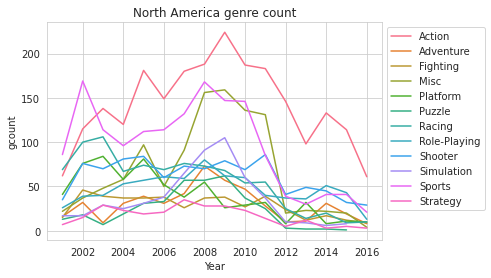 North America genre count
gcount
200
150
100
50
0
2002
2004
2006
2008
2010
2012
2014
2016
Year
Action
Adventure
Fighting
Misc
Platform
Puzzle
Racing
Role-Playing
Shooter
Simulation
Sports
Strategy